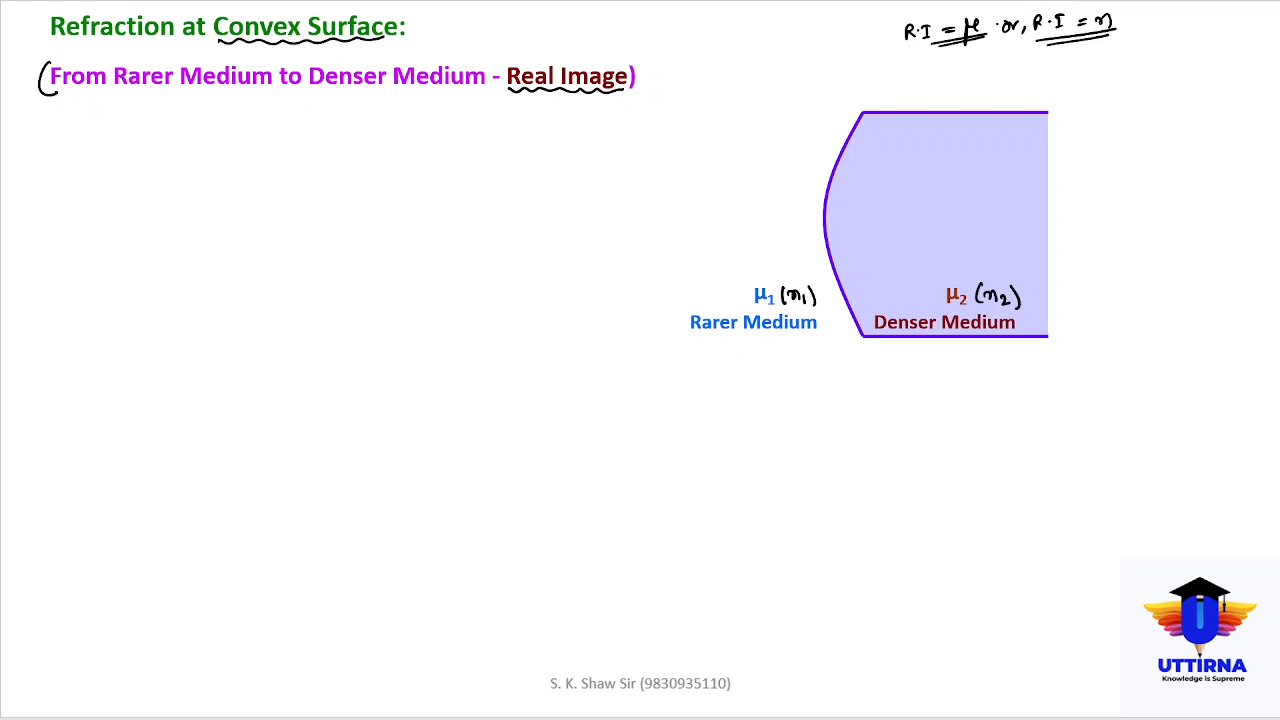 Refraction at Convex Surface:
R.I = μ or, R.I = n
(From Rarer Medium to Denser Medium - Real Image)
μ1 (n1)
μ2 (n2)
Rarer Medium
Denser Medium
UTTIRNA
Knowledge is Supreme
S. K. Shaw Sir (9830935110)